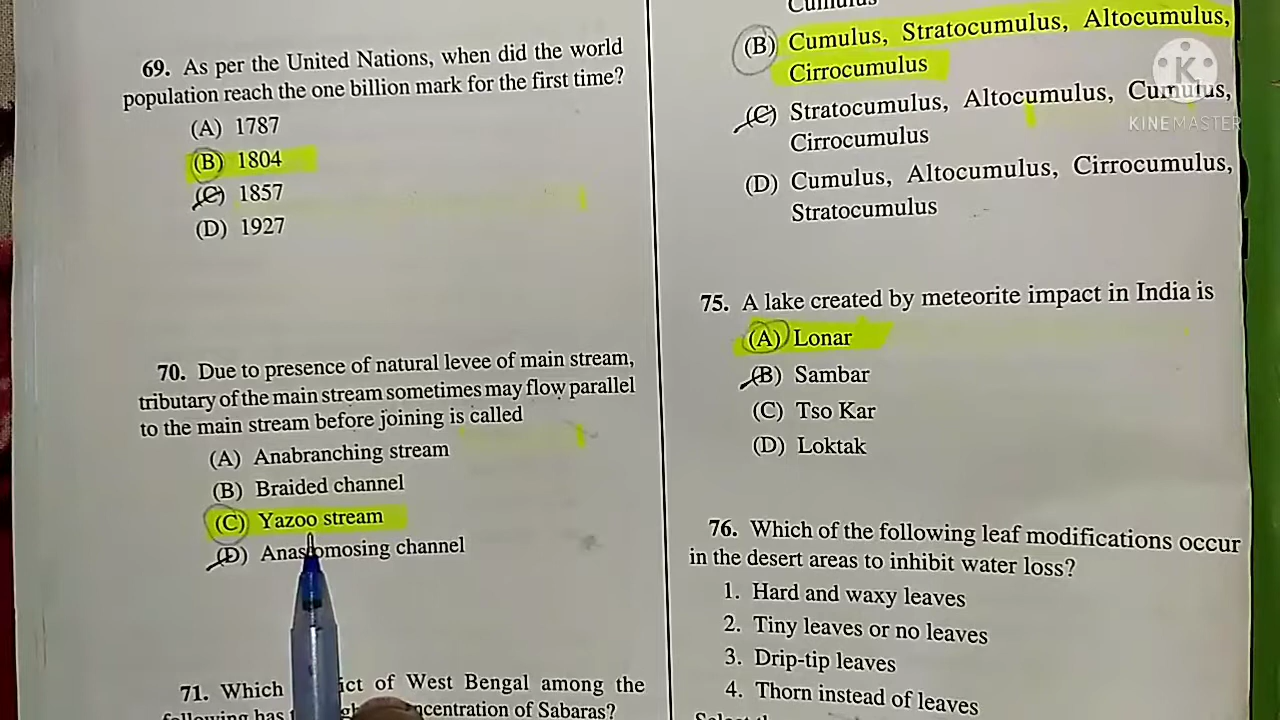 69. As per the United Nations, when did the world
population reach the one billion mark for the first time?
(A) 1787
(B) 1804
(C) 1857
(D) 1927
70. Due to presence of natural levee of main stream,
tributary of the main stream sometimes may flow parallel
to the main stream before joining is called
(A) Anabranching stream
(B) Braided channel
(C) Yazoo stream
(D) Anastomosing channel
71. Which of West Bengal among the
of Sabaras?
Cumulus
(B) Cumulus, Stratocumulus, Altocumulus,
Cirrocumulus
(C) Stratocumulus, Altocumulus, Cumulus,
Cirrocumulus
(D) Cumulus, Altocumulus, Cirrocumulus,
Stratocumulus
75. A lake created by meteorite impact in India is
(A) Lonar
(B) Sambar
(C) Tso Kar
(D) Loktak
76. Which of the following leaf modifications occur
in the desert areas to inhibit water loss?
1. Hard and waxy leaves
2. Tiny leaves or no leaves
3. Drip-tip leaves
4. Thorn instead of leaves
K
KINEMASTER